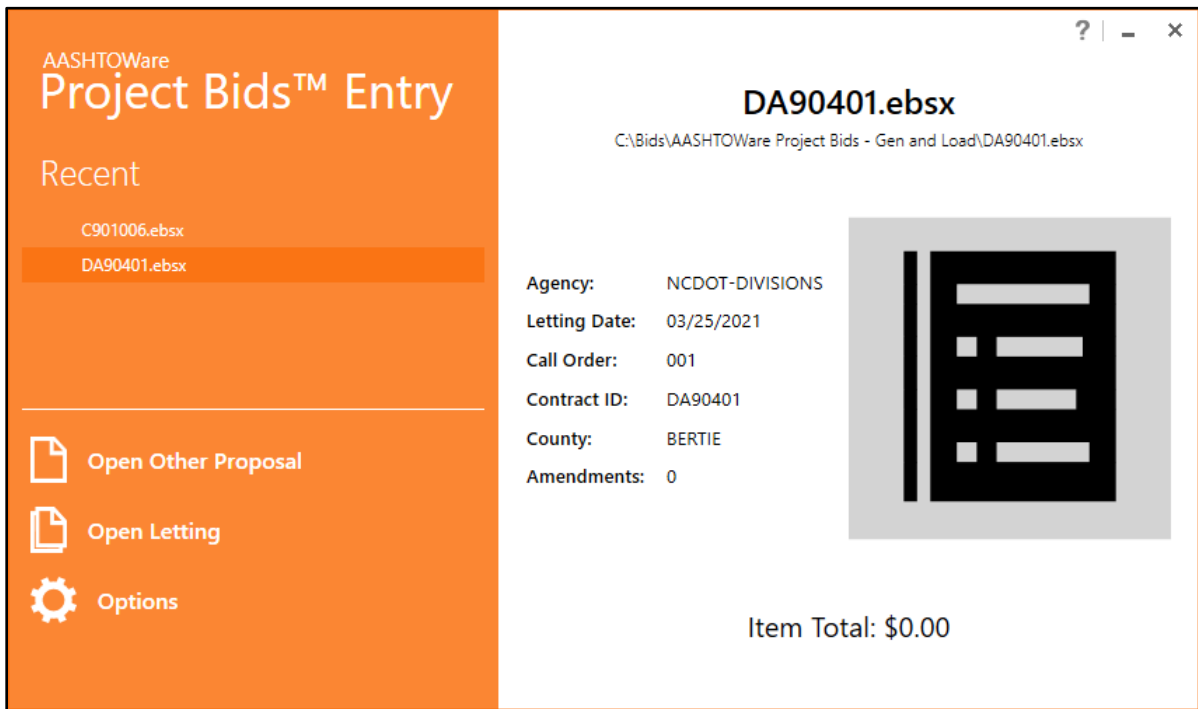 AASHTOWare
Project Bids™ Entry
Recent
C901006.ebsx
DA90401.ebsx
Open Other Proposal
Open Letting
Options
?
DA90401.ebsx
C:\Bids\AASHTOWare Project Bids - Gen and Load\DA90401.ebsx
Agency: NCDOT-DIVISIONS
Letting Date: 03/25/2021
Call Order: 001
Contract ID: DA90401
County: BERTIE
Amendments: 0
Item Total: $0.00